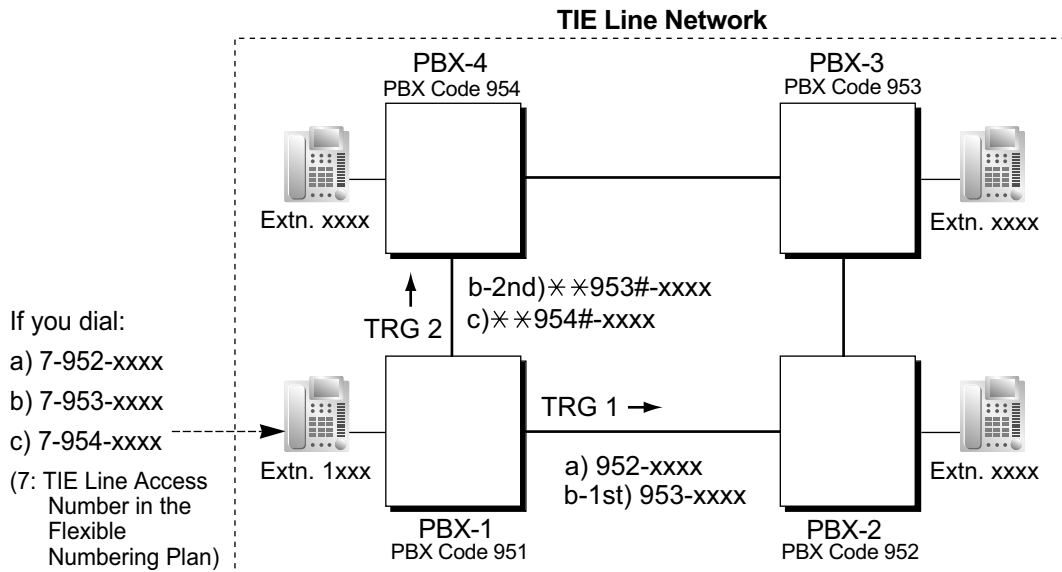 TIE Line Network
PBX-4
PBX Code 954
PBX-3
PBX Code 953
Extn. xxxx
Extn. xxxx
b-2nd)✳✳953#-xxxx
c)✳✳954#-xxxx
TRG 2
If you dial:
a) 7-952-xxxx
b) 7-953-xxxx
c) 7-954-xxxx
(7: TIE Line Access
Number in the
Flexible
Numbering Plan)
Extn. 1xxx
TRG 1
a) 952-xxxx
b-1st) 953-xxxx
Extn. xxxx
PBX-1
PBX Code 951
PBX-2
PBX Code 952